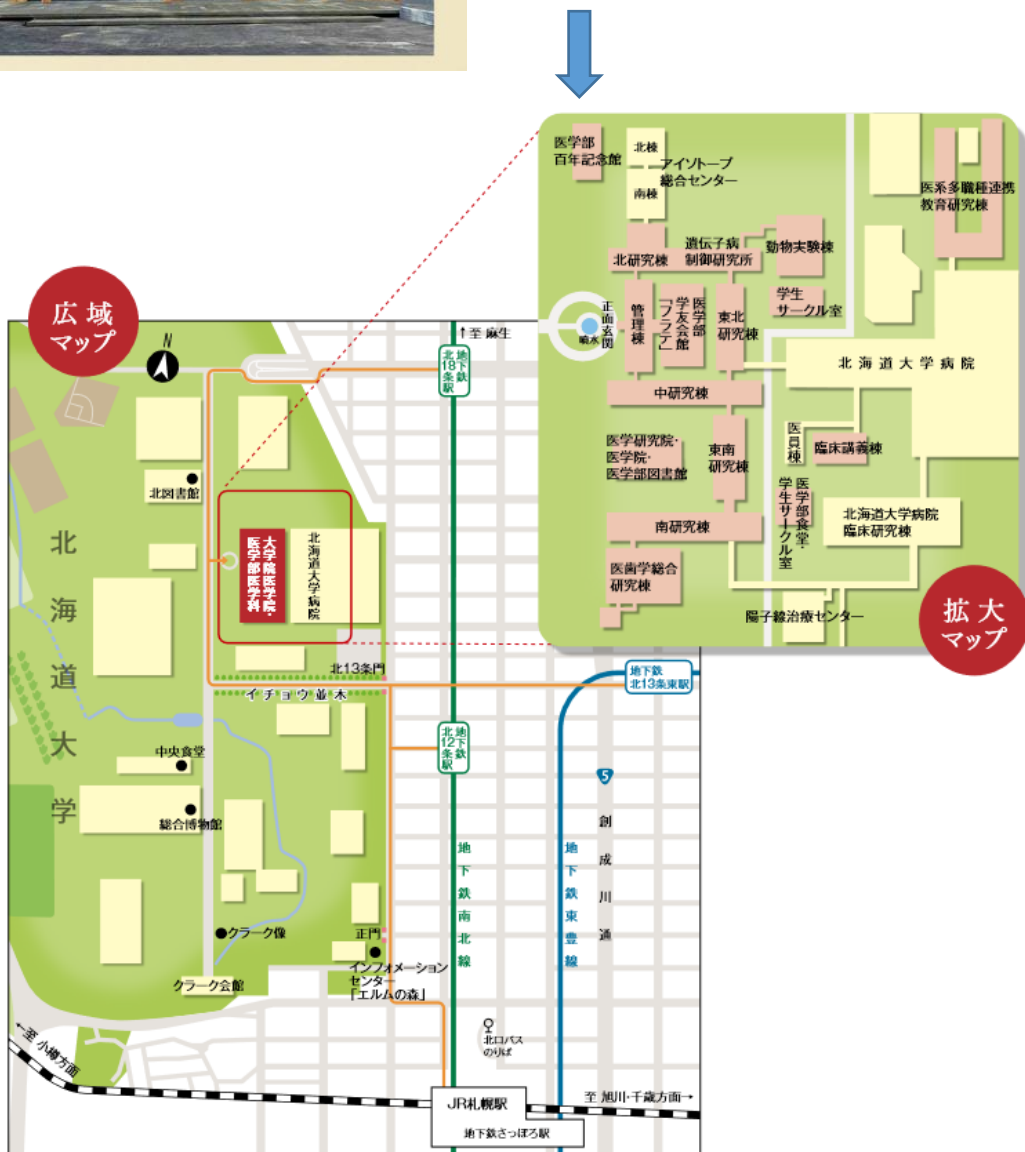 医学部
百年記念館
北棟
アイソトープ
総合センター
南棟
医系多職種連携
教育研究棟
北研究棟
遺伝子病
制御研究所
動物実験棟
学生
サークル室
正面玄関
噴水
管理棟
医学部
学友会館
「フラテ」
東北
研究棟
北海道大学病院
中研究棟
医員棟
臨床講義棟
医学研究院・
医学院・
医学部図書館
東南
研究棟
医学部食堂・
学生サークル室
北海道大学病院
臨床研究棟
南研究棟
医歯学総合
研究棟
陽子線治療センター
拡大
マップ
広域
マップ
N
↑至 麻生
地下鉄
北18条駅
北図書館
北海道大学
大学院医学院・
医学部医学科
北海道大学病院
北13条門
イチョウ並木
地下鉄
北13条東駅
地下鉄
北12条駅
中央食堂
総合博物館
5
創成川通
地下鉄南北線
地下鉄東豊線
クラーク像
正門
インフォメーション
センター
「エルムの森」
クラーク会館
北口バス
のりば
←至 小樽方面
JR札幌駅
至 旭川・千歳方面→
地下鉄さっぽろ駅